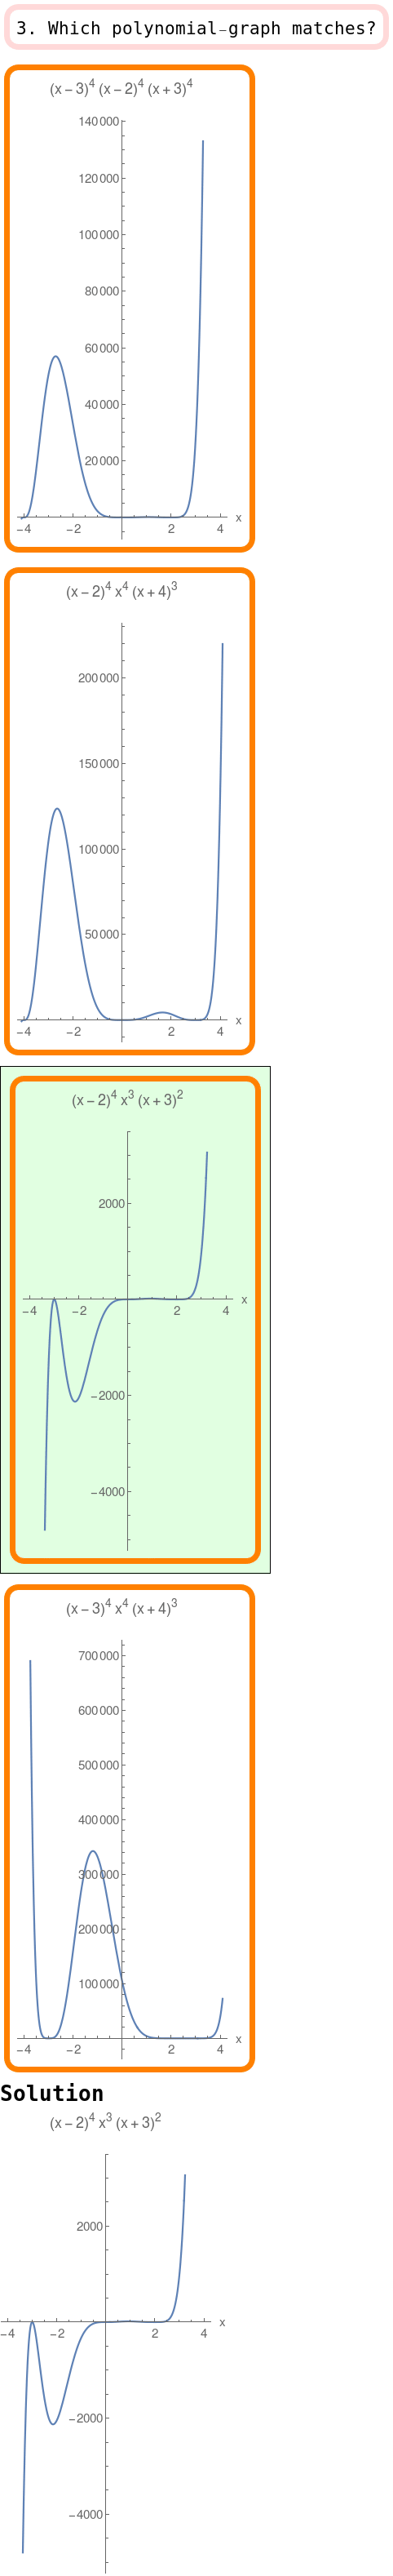 3. Which polynomial-graph matches?
(x – 3)⁴ (x – 2)⁴ (x + 3)⁴
140 000
120 000
100 000
80 000
60 000
40 000
20 000
–4 –2 2 4 x
(x – 2)⁴ x⁴ (x + 4)³
200 000
150 000
100 000
50 000
–4 –2 2 4 x
(x – 2)⁴ x³ (x + 3)²
2000
–4 –2 2 4 x
–2000
–4000
(x – 3)⁴ x⁴ (x + 4)³
700 000
600 000
500 000
400 000
300 000
200 000
100 000
–4 –2 2 4 x
Solution
(x – 2)⁴ x³ (x + 3)²
2000
–4 –2 2 4 x
–2000
–4000